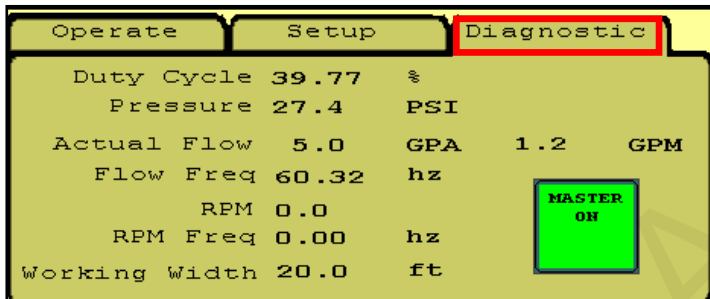 Operate Setup Diagnostic
Duty Cycle 39.77 %
Pressure 27.4 PSI
Actual Flow 5.0 GPA 1.2 GPM
Flow Freq 60.32 hz
MASTER
ON
RPM 0.0
RPM Freq 0.00 hz
Working Width 20.0 ft